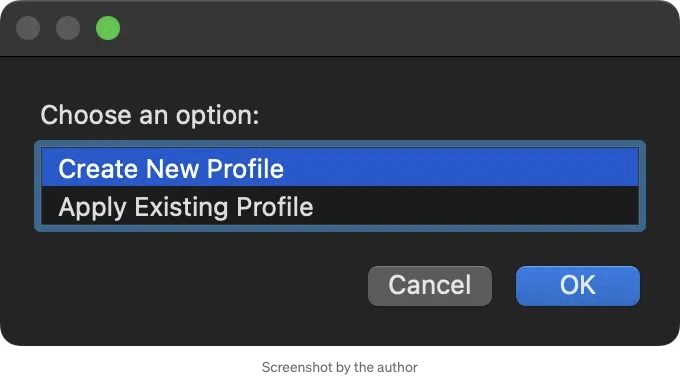 Choose an option:
Create New Profile
Apply Existing Profile
Cancel OK
Screenshot by the author